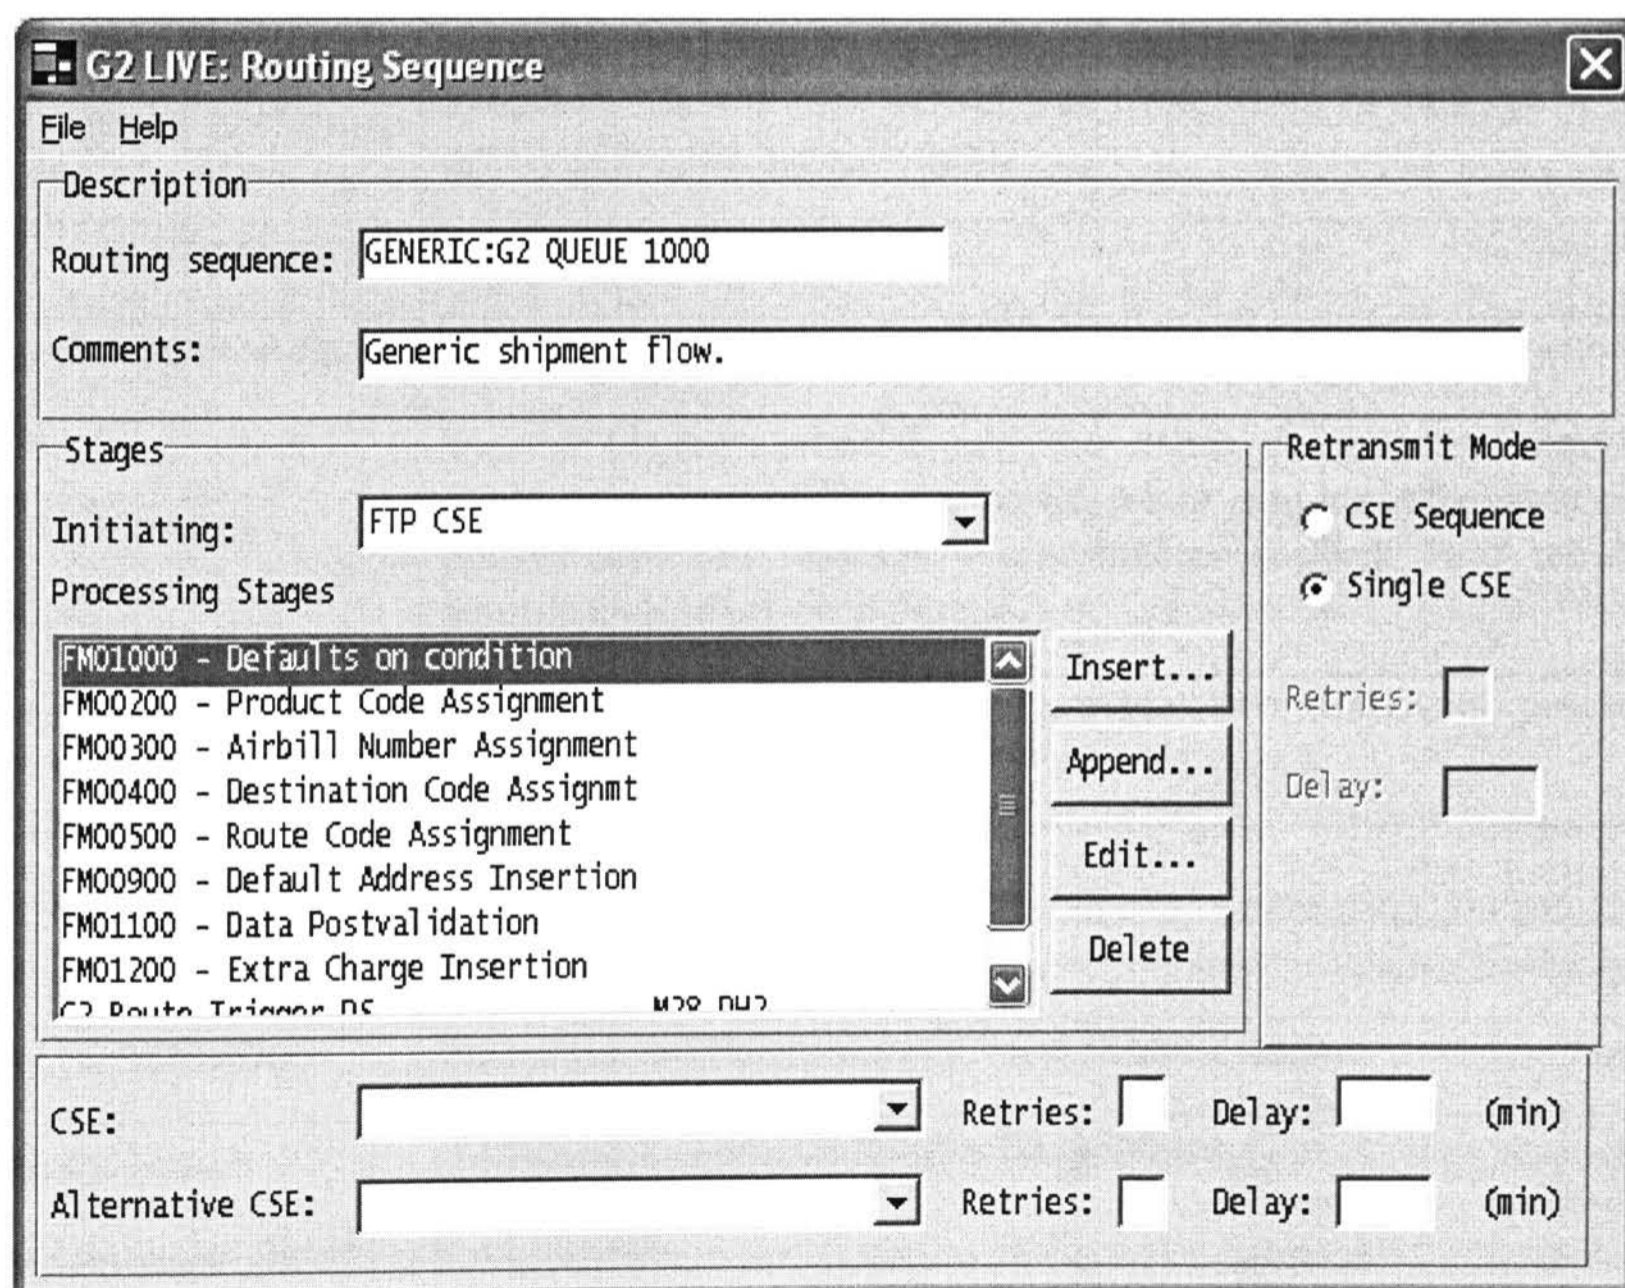 G2 LIVE: Routing Sequence
File Help
Description
Routing sequence: GENERIC:G2 QUEUE 1000
Comments: Generic shipment flow.
Stages
Retransmit Mode
Initiating: FTP CSE
CSE Sequence
Single CSE
Processing Stages
FM01000 - Defaults on condition
FM00200 - Product Code Assignment
FM00300 - Airbill Number Assignment
FM00400 - Destination Code Assignmt
FM00500 - Route Code Assignment
FM00900 - Default Address Insertion
FM01100 - Data Postvalidation
FM01200 - Extra Charge Insertion
Route Trigger
Insert...
Append...
Edit...
Delete
Retries:
Delay:
CSE: Retries: Delay: (min)
Alternative CSE: Retries: Delay: (min)